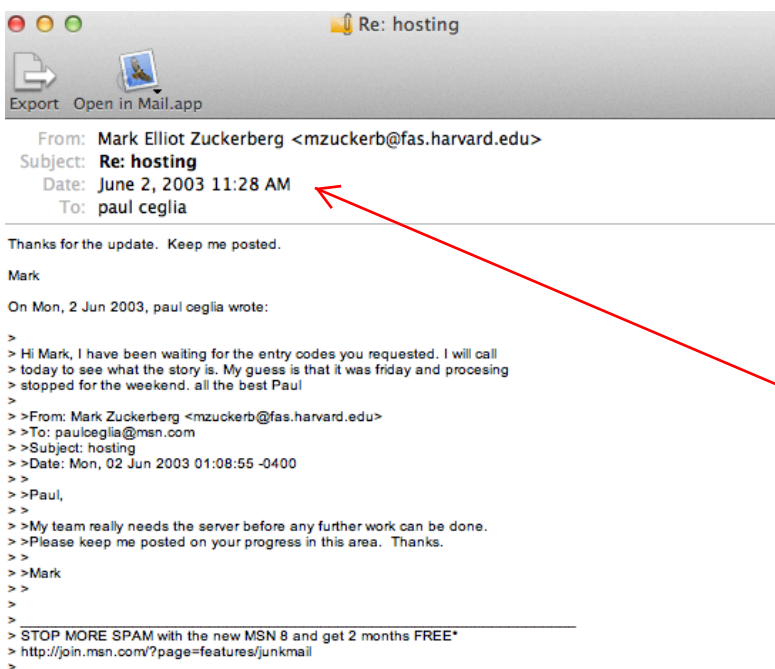 Re: hosting
Export Open in Mail.app
From: Mark Elliot Zuckerberg <mzuckerb@fas.harvard.edu>
Subject: Re: hosting
Date: June 2, 2003 11:28 AM
To: paul ceglia
Thanks for the update. Keep me posted.
Mark
On Mon, 2 Jun 2003, paul ceglia wrote:
>
> Hi Mark, I have been waiting for the entry codes you requested. I will call
> today to see what the story is. My guess is that it was friday and procesing
> stopped for the weekend. all the best Paul
>
> >From: Mark Zuckerberg <mzuckerb@fas.harvard.edu>
> >To: paulceglia@msn.com
> >Subject: hosting
> >Date: Mon, 02 Jun 2003 01:08:55 -0400
> >
> >Paul,
> >
> >My team really needs the server before any further work can be done.
> >Please keep me posted on your progress in this area. Thanks.
> >
> >Mark
> >
>
> _______________________________________________
> STOP MORE SPAM with the new MSN 8 and get 2 months FREE*
> http://join.msn.com/?page=features/junkmail
>